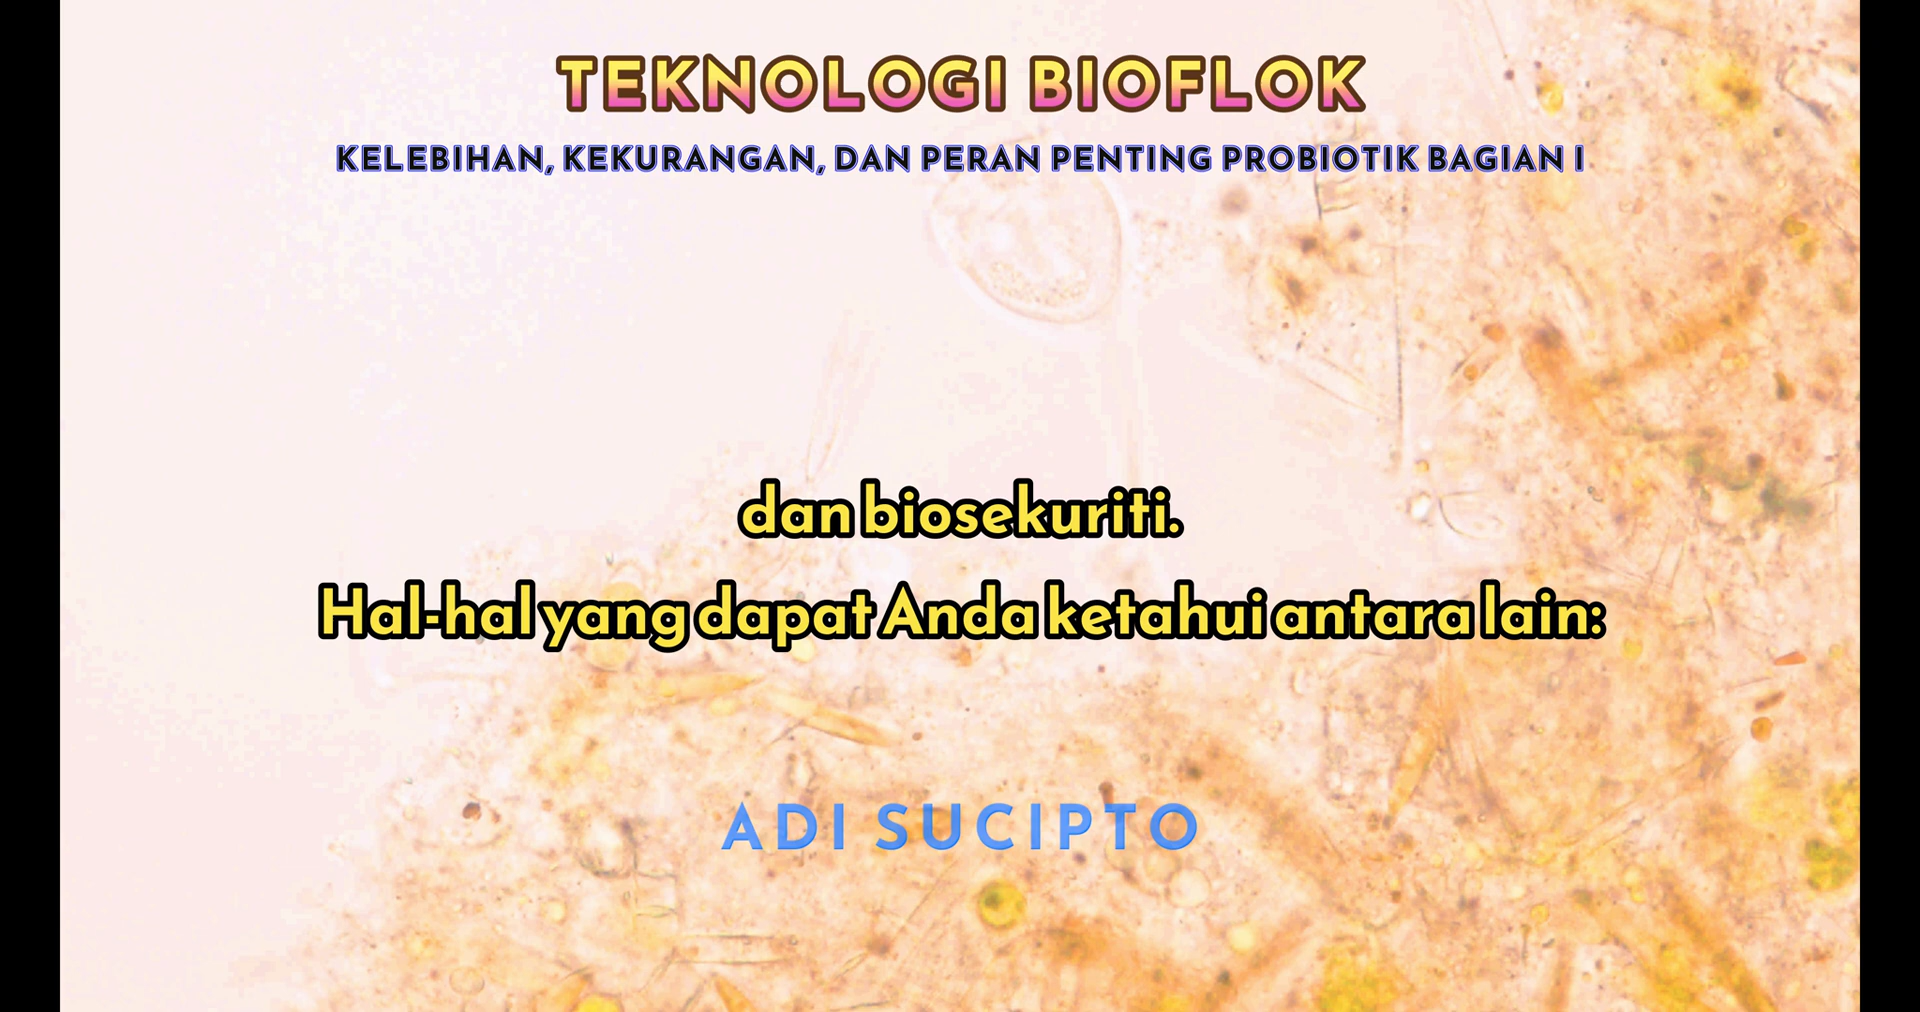 TEKNOLOGI BIOFLOK
KELEBIHAN, KEKURANGAN, DAN PERAN PENTING PROBIOTIK BAGIAN I
dan biosekuriti.
Hal-hal yang dapat Anda ketahui antara lain:
ADI SUCIPTO